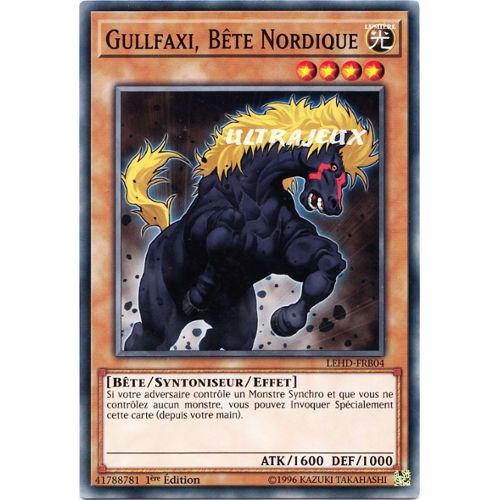 Gullfaxi, Bête Nordique
LUMIÈRE
光
ULTRAJEUX
LEHD-FRB04
[Bête/Syntoniseur/Effet]
Si votre adversaire contrôle un Monstre Synchro et que vous ne
contrôlez aucun monstre, vous pouvez Invoquer Spécialement
cette carte (depuis votre main).
ATK/1600 DEF/1000
41788781 1ère Édition ©1996 KAZUKI TAKAHASHI